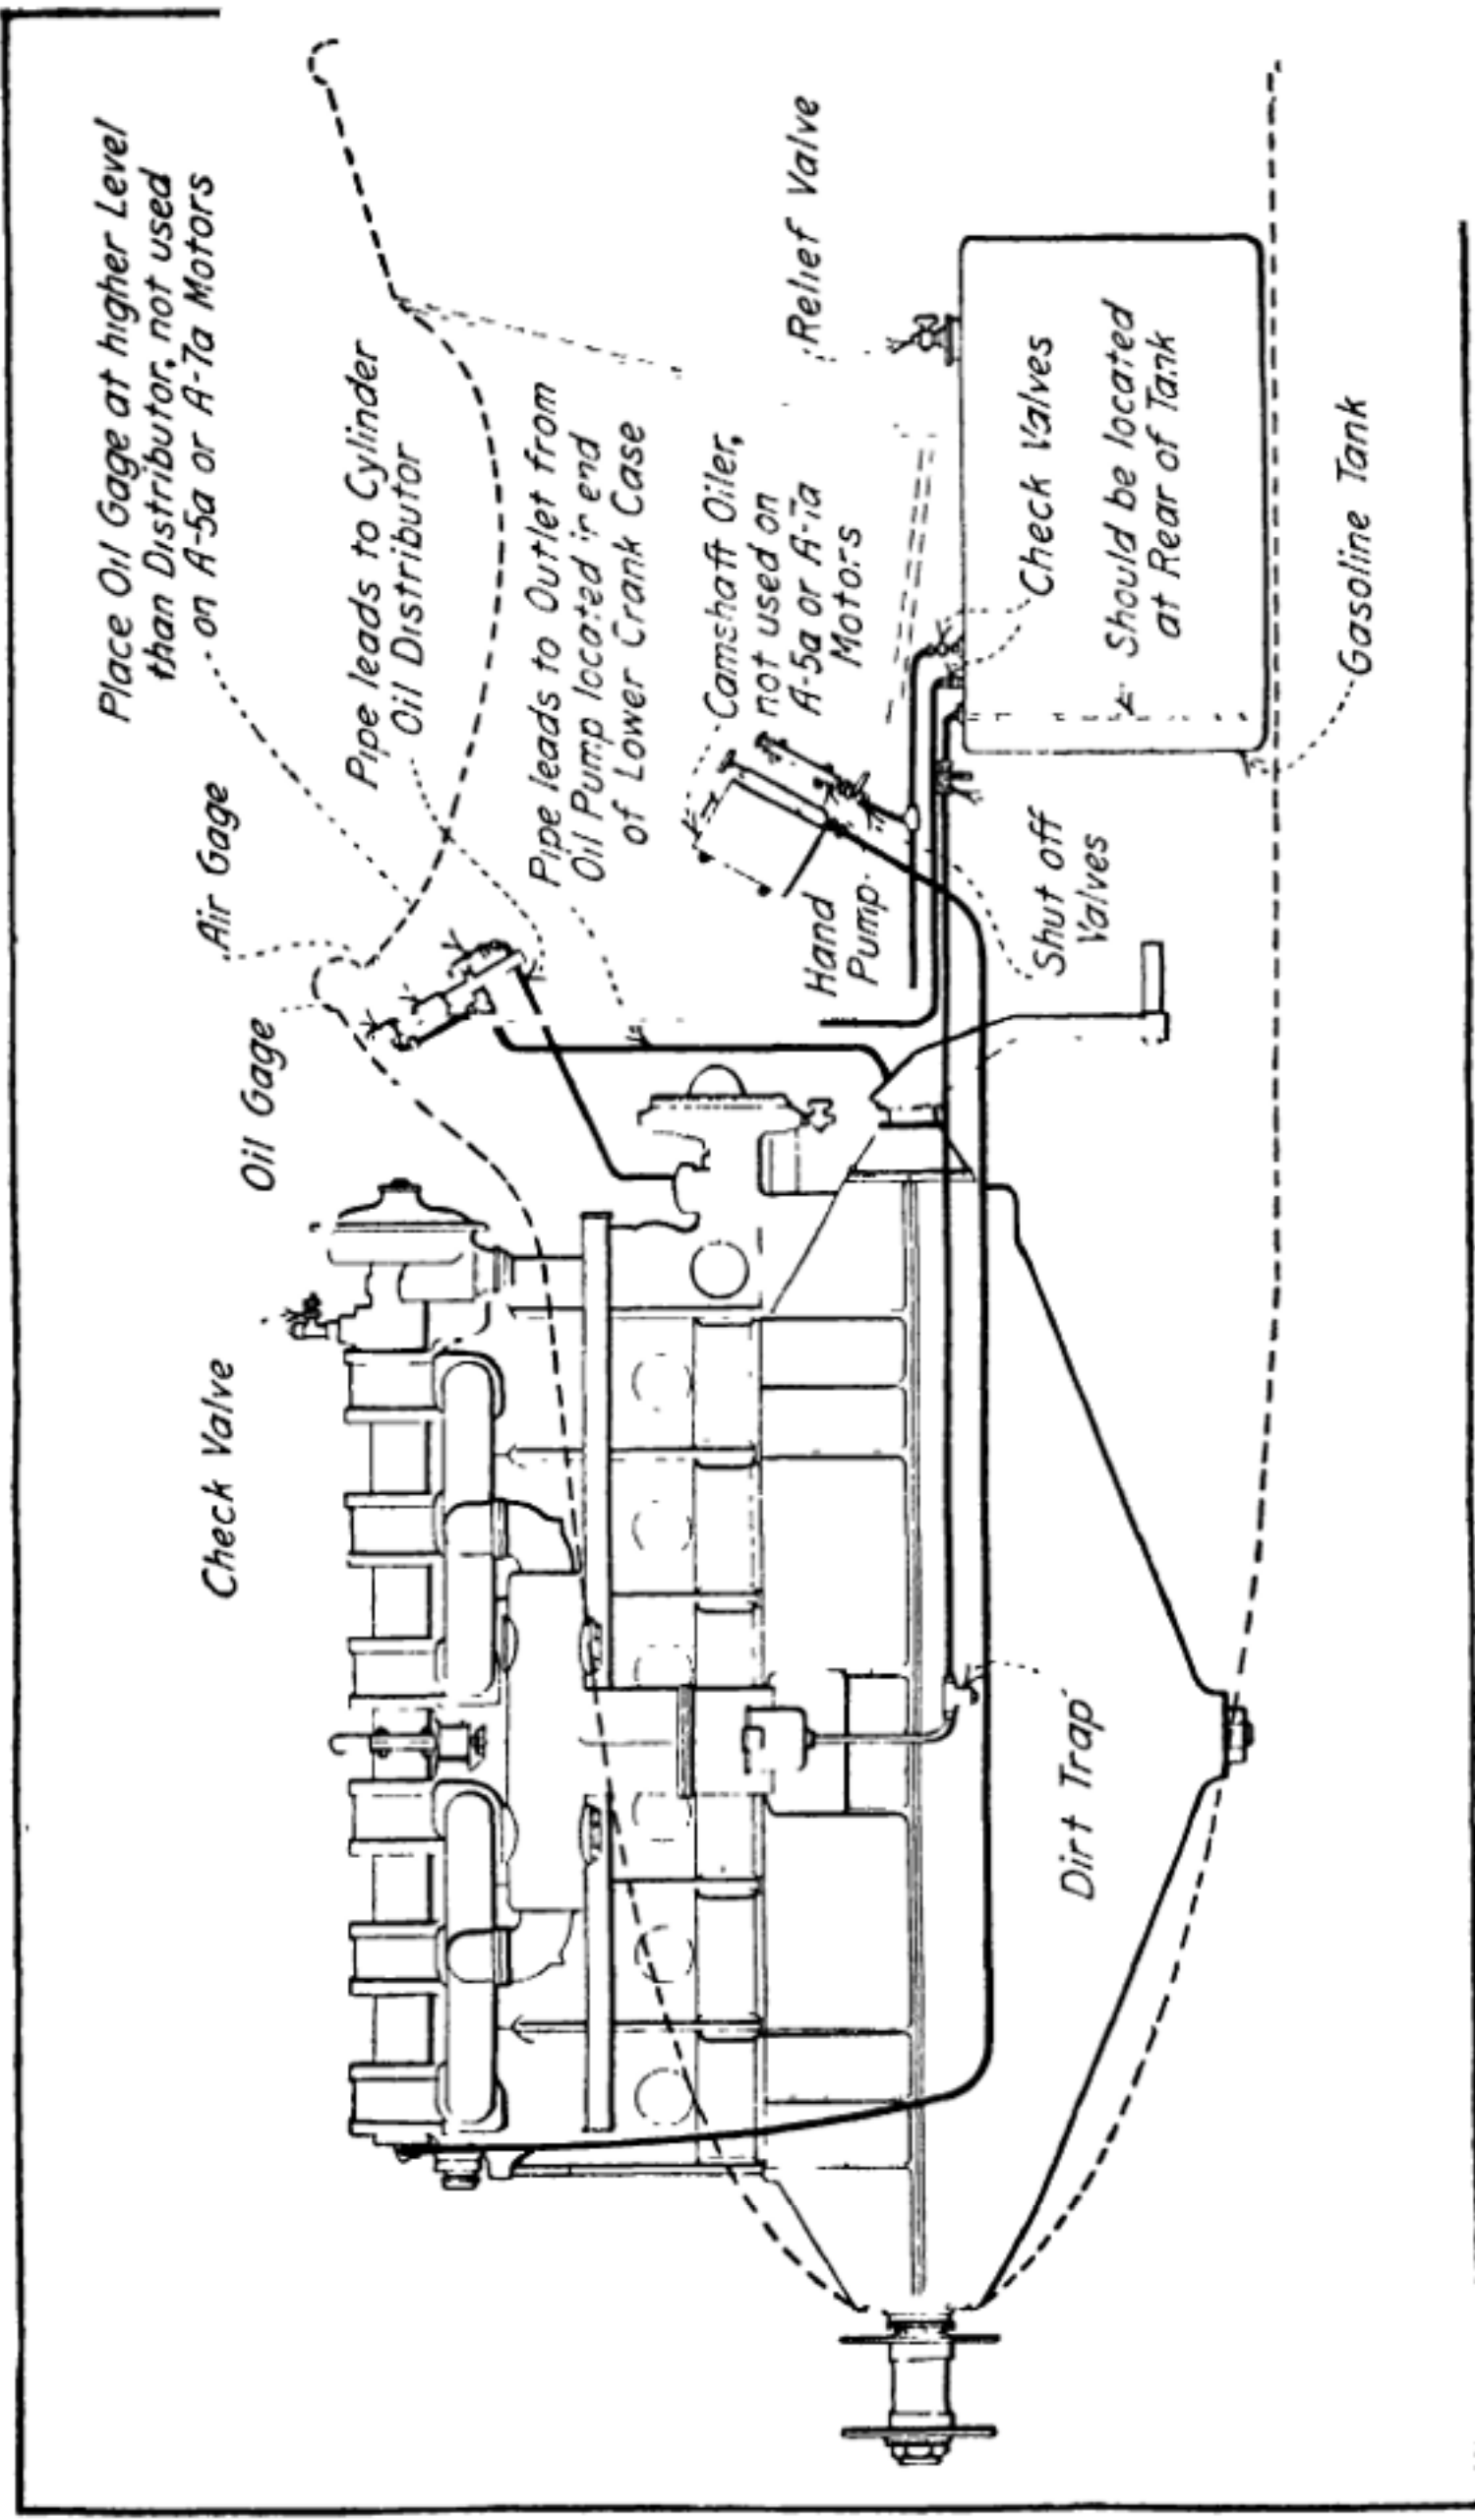 Place Oil Gage at higher Level
than Distributor, not used
on A-5a or A-7a Motors
Air Gage
Pipe leads to Cylinder
Oil Distributor
Oil Gage
Pipe leads to Outlet from
Oil Pump located in end
of Lower Crank Case
Check Valve
Camshaft Oiler,
not used on
A-5a or A-7a
Motors
Relief Valve
Hand
Pump
Shut off
Valves
Check Valves
Should be located
at Rear of Tank
Dirt Trap
Gasoline Tank